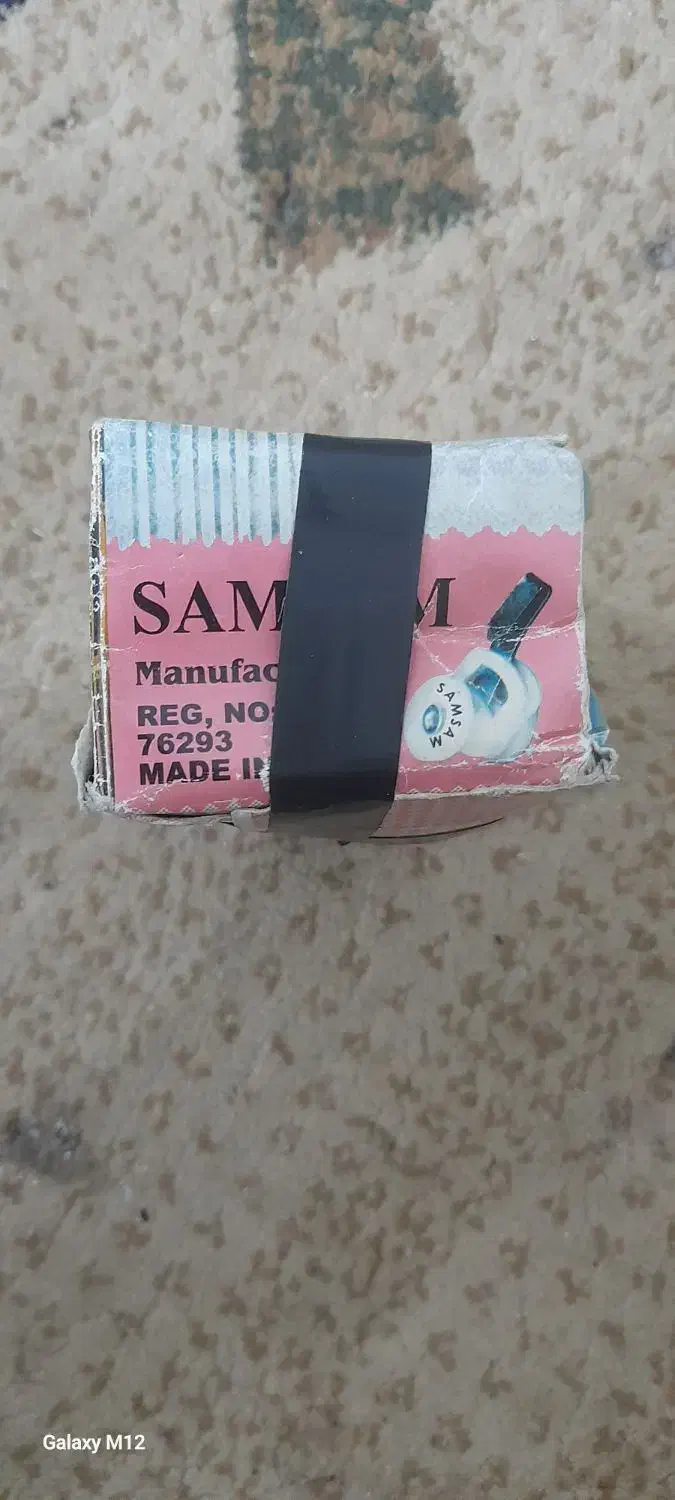 SAM M
Manufac
REG, NO:
76293
MADE IN
SAMSAM
Galaxy M12